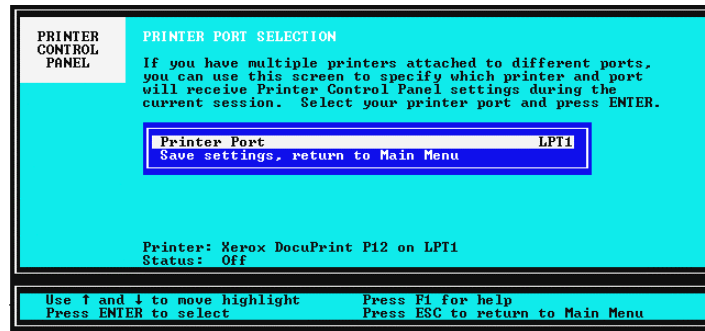 PRINTER
CONTROL
PANEL
PRINTER PORT SELECTION
If you have multiple printers attached to different ports,
you can use this screen to specify which printer and port
will receive Printer Control Panel settings during the
current session. Select your printer port and press ENTER.
Printer Port LPT1
Save settings, return to Main Menu
Printer: Xerox DocuPrint P12 on LPT1
Status: Off
Use ↑ and ↓ to move highlight Press F1 for help
Press ENTER to select Press ESC to return to Main Menu